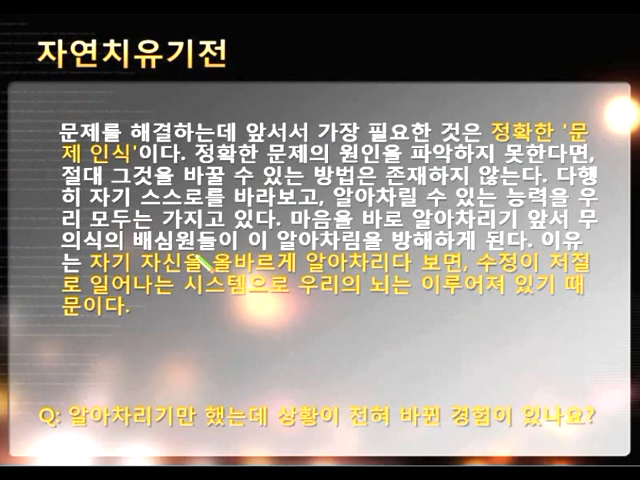 자연치유기전
문제를 해결하는데 앞서서 가장 필요한 것은 정확한 '문
제 인식'이다. 정확한 문제의 원인을 파악하지 못한다면,
절대 그것을 바꿀 수 있는 방법은 존재하지 않는다. 다행
히 자기 스스로를 바라보고, 알아차릴 수 있는 능력을 우
리 모두는 가지고 있다. 마음을 바로 알아차리기 앞서 무
의식의 배심원들이 이 알아차림을 방해하게 된다. 이유
는 자기 자신을 올바르게 알아차리다 보면, 수정이 저절
로 일어나는 시스템으로 우리의 뇌는 이루어져 있기 때
문이다.
Q: 알아차리기만 했는데 상황이 전혀 바뀐 경험이 있나요?